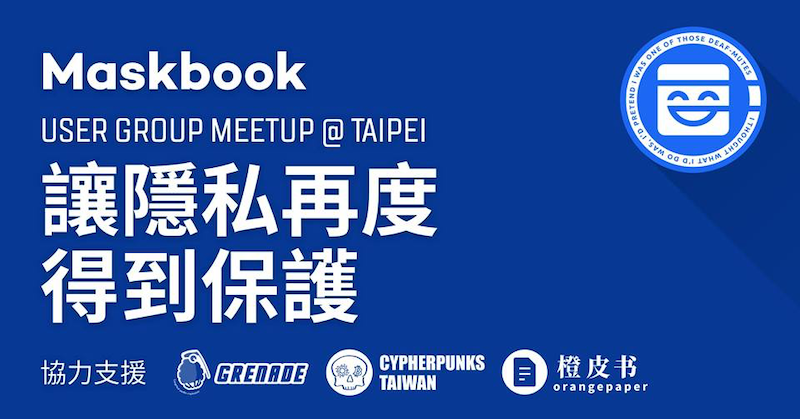 Maskbook
USER GROUP MEETUP @ TAIPEI
讓隱私再度
得到保護
I THOUGHT WHAT I'D DO WAS, I'D PRETEND I WAS ONE OF THOSE DEAF-MUTES
協力支援
GRENADE
CYPHERPUNKS
TAIWAN
橙皮书
orangepaper